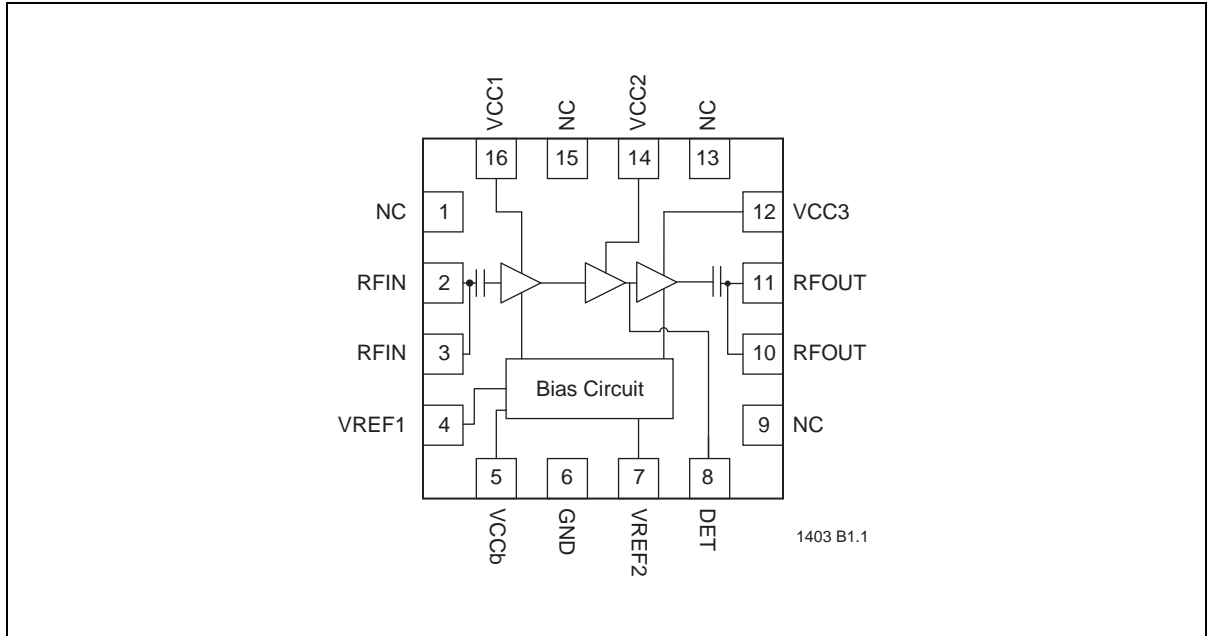 VCC1
NC
VCC2
NC
16
15
14
13
NC
1
12
VCC3
RFIN
2
11
RFOUT
RFIN
3
10
RFOUT
Bias Circuit
VREF1
4
9
NC
5
6
7
8
VCCb
GND
VREF2
DET
1403 B1.1